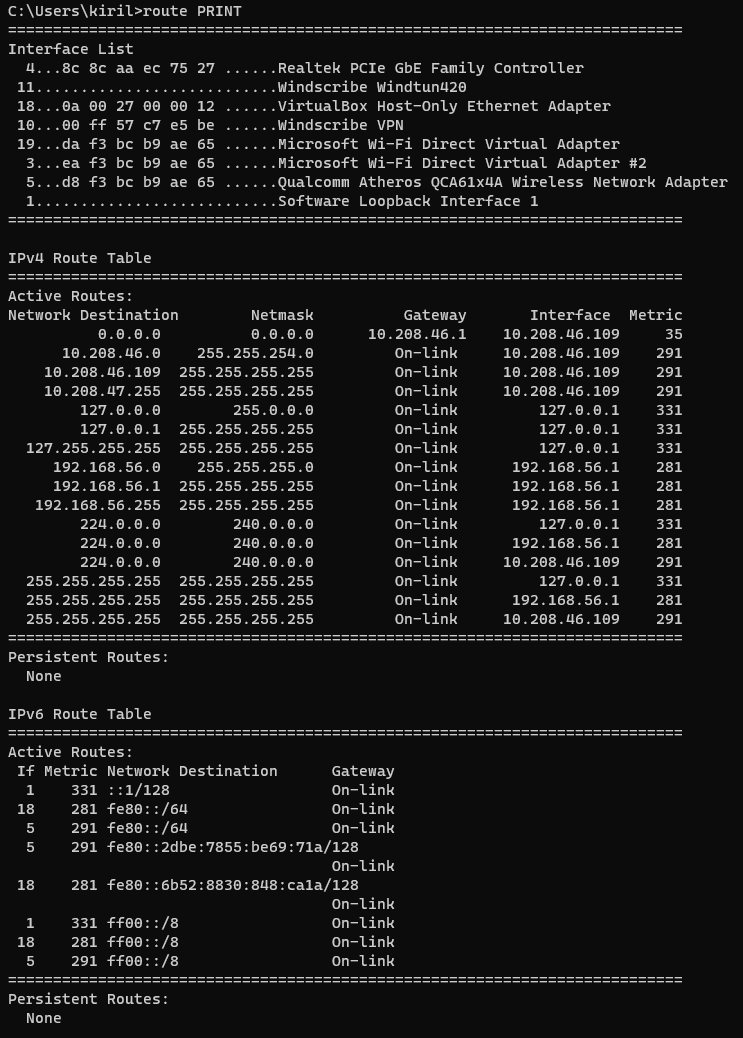 C:\Users\kiril>route PRINT
===========================================================================
Interface List
  4...8c 8c aa ec 75 27 ......Realtek PCIe GbE Family Controller
 11...........................Windscribe Windtun420
 18...0a 00 27 00 00 12 ......VirtualBox Host-Only Ethernet Adapter
 10...00 ff 57 c7 e5 be ......Windscribe VPN
 19...da f3 bc b9 ae 65 ......Microsoft Wi-Fi Direct Virtual Adapter
  3...ea f3 bc b9 ae 65 ......Microsoft Wi-Fi Direct Virtual Adapter #2
  5...d8 f3 bc b9 ae 65 ......Qualcomm Atheros QCA61x4A Wireless Network Adapter
  1...........................Software Loopback Interface 1
===========================================================================

IPv4 Route Table
===========================================================================
Active Routes:
Network Destination        Netmask          Gateway       Interface  Metric
          0.0.0.0          0.0.0.0      10.208.46.1    10.208.46.109     35
      10.208.46.0    255.255.254.0         On-link     10.208.46.109    291
    10.208.46.109  255.255.255.255         On-link     10.208.46.109    291
    10.208.47.255  255.255.255.255         On-link     10.208.46.109    291
        127.0.0.0        255.0.0.0         On-link         127.0.0.1    331
        127.0.0.1  255.255.255.255         On-link         127.0.0.1    331
  127.255.255.255  255.255.255.255         On-link         127.0.0.1    331
     192.168.56.0    255.255.255.0         On-link      192.168.56.1    281
     192.168.56.1  255.255.255.255         On-link      192.168.56.1    281
   192.168.56.255  255.255.255.255         On-link      192.168.56.1    281
        224.0.0.0        240.0.0.0         On-link         127.0.0.1    331
        224.0.0.0        240.0.0.0         On-link      192.168.56.1    281
        224.0.0.0        240.0.0.0         On-link     10.208.46.109    291
  255.255.255.255  255.255.255.255         On-link         127.0.0.1    331
  255.255.255.255  255.255.255.255         On-link      192.168.56.1    281
  255.255.255.255  255.255.255.255         On-link     10.208.46.109    291
===========================================================================
Persistent Routes:
  None

IPv6 Route Table
===========================================================================
Active Routes:
 If Metric Network Destination      Gateway
  1    331 ::1/128                  On-link
 18    281 fe80::/64                On-link
  5    291 fe80::/64                On-link
  5    291 fe80::2dbe:7855:be69:71a/128
                                    On-link
 18    281 fe80::6b52:8830:848:ca1a/128
                                    On-link
  1    331 ff00::/8                 On-link
 18    281 ff00::/8                 On-link
  5    291 ff00::/8                 On-link
===========================================================================
Persistent Routes:
  None